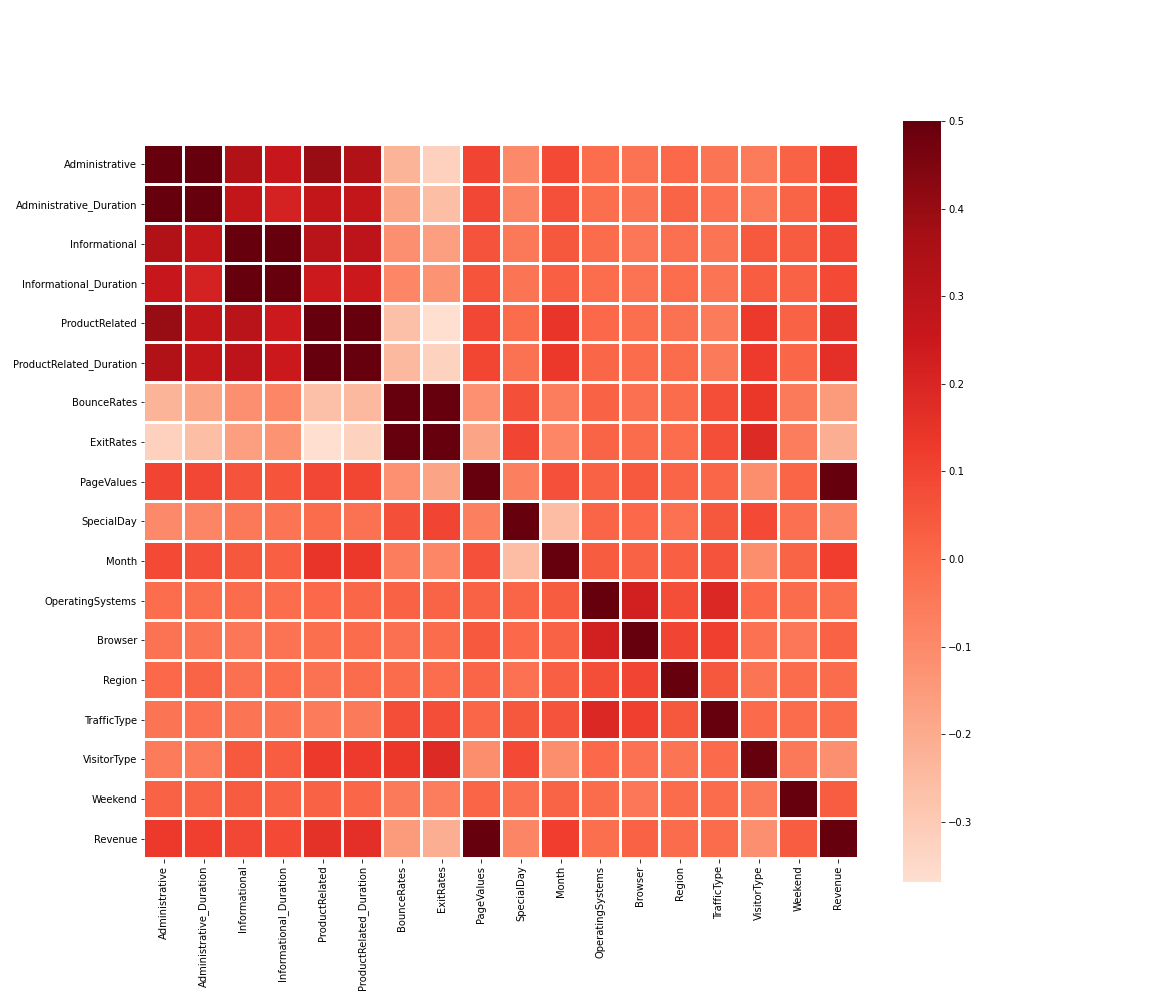 Administrative
Administrative_Duration
Informational
Informational_Duration
ProductRelated
ProductRelated_Duration
BounceRates
ExitRates
PageValues
SpecialDay
Month
OperatingSystems
Browser
Region
TrafficType
VisitorType
Weekend
Revenue
Administrative
Administrative_Duration
Informational
Informational_Duration
ProductRelated
ProductRelated_Duration
BounceRates
ExitRates
PageValues
SpecialDay
Month
OperatingSystems
Browser
Region
TrafficType
VisitorType
Weekend
Revenue
0.5
0.4
0.3
0.2
0.1
0.0
−0.1
−0.2
−0.3